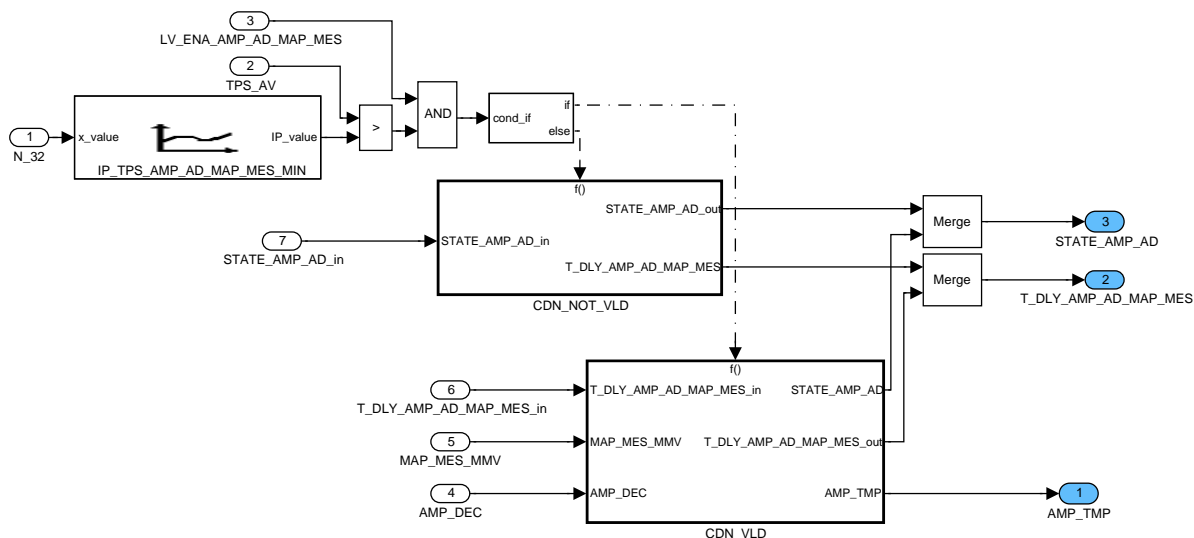 3
LV_ENA_AMP_AD_MAP_MES
2
TPS_AV
1
N_32
x_value
IP_value
IP_TPS_AMP_AD_MAP_MES_MIN
>
AND
cond_if
if
else
f()
7
STATE_AMP_AD_in
STATE_AMP_AD_in
STATE_AMP_AD_out
T_DLY_AMP_AD_MAP_MES
CDN_NOT_VLD
Merge
3
STATE_AMP_AD
Merge
2
T_DLY_AMP_AD_MAP_MES
f()
6
T_DLY_AMP_AD_MAP_MES_in
T_DLY_AMP_AD_MAP_MES_in
STATE_AMP_AD
5
MAP_MES_MMV
MAP_MES_MMV
T_DLY_AMP_AD_MAP_MES_out
4
AMP_DEC
AMP_DEC
AMP_TMP
CDN_VLD
1
AMP_TMP